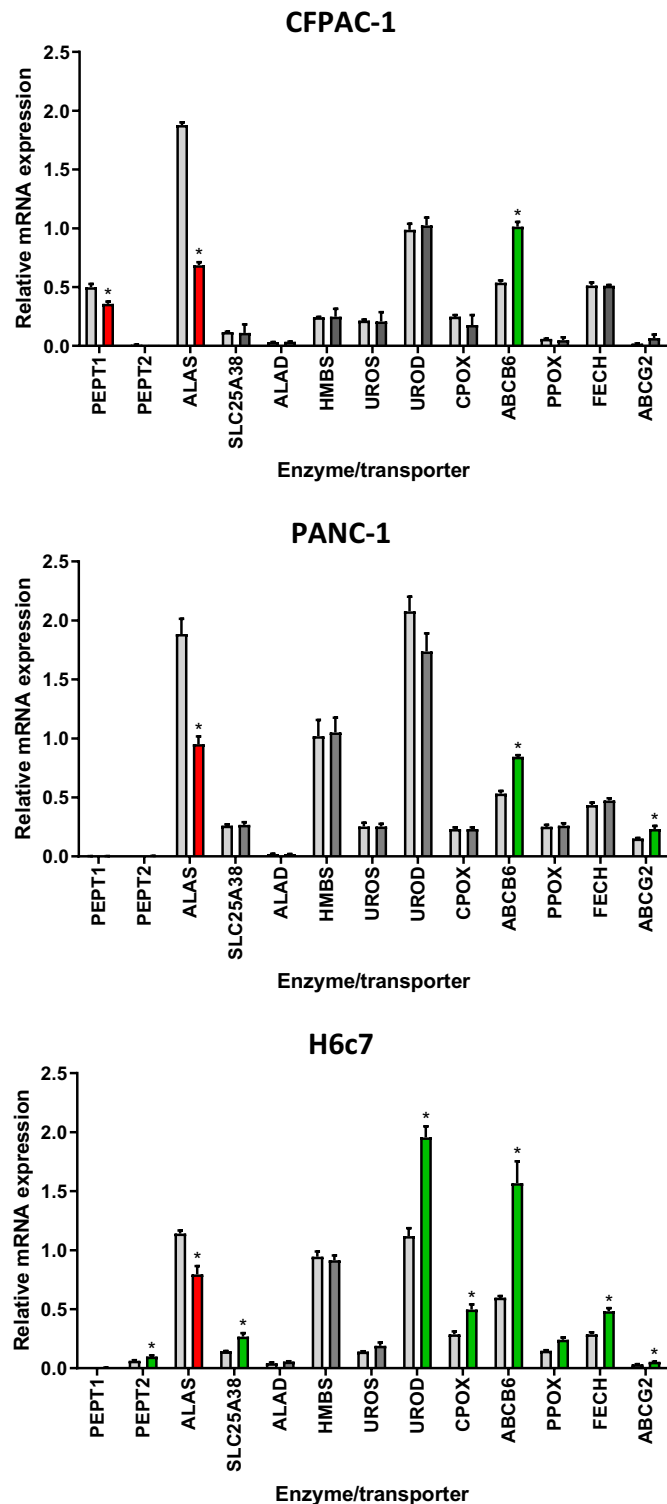 CFPAC-1
Relative mRNA expression
2.5
2.0
1.5
1.0
0.5
0.0
*
*
*
PEPT1
PEPT2
ALAS
SLC25A38
ALAD
HMBS
UROS
UROD
CPOX
ABCB6
PPOX
FECH
ABCG2
Enzyme/transporter
PANC-1
Relative mRNA expression
2.5
2.0
1.5
1.0
0.5
0.0
*
*
*
PEPT1
PEPT2
ALAS
SLC25A38
ALAD
HMBS
UROS
UROD
CPOX
ABCB6
PPOX
FECH
ABCG2
Enzyme/transporter
H6c7
Relative mRNA expression
2.5
2.0
1.5
1.0
0.5
0.0
*
*
*
*
*
*
*
*
PEPT1
PEPT2
ALAS
SLC25A38
ALAD
HMBS
UROS
UROD
CPOX
ABCB6
PPOX
FECH
ABCG2
Enzyme/transporter